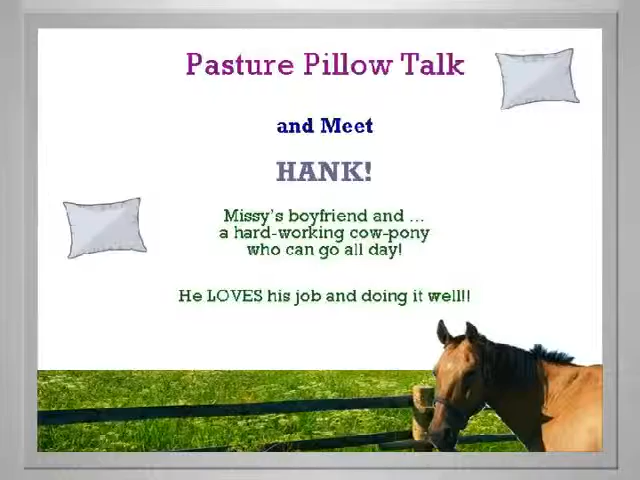 Pasture Pillow Talk
and Meet
HANK!
Missy's boyfriend and ...
a hard-working cow-pony
who can go all day!
He LOVES his job and doing it well!!